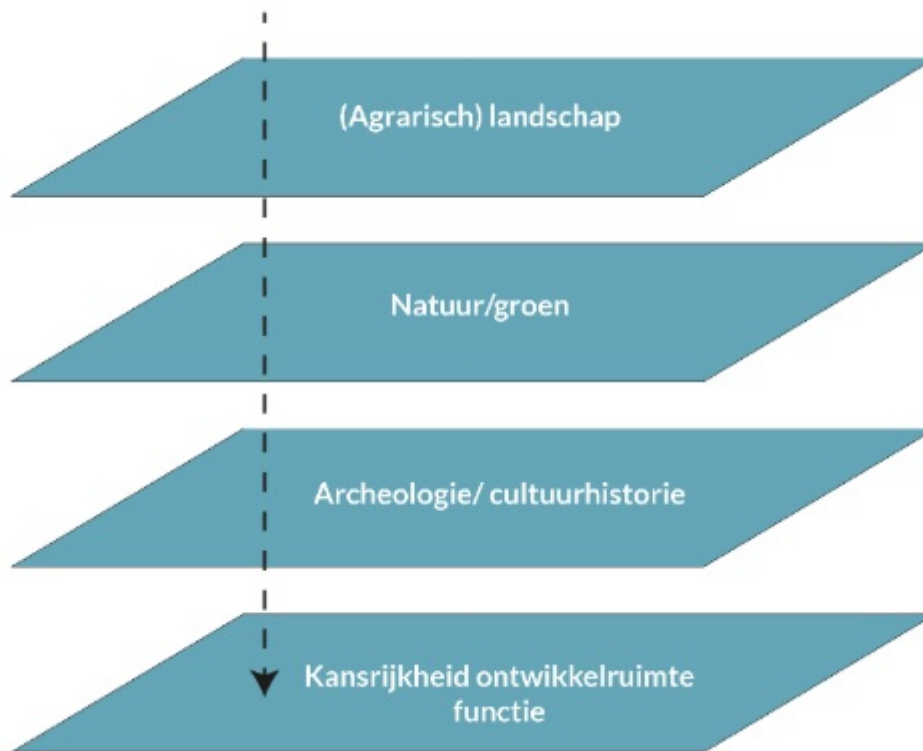 (Agrarisch) landschap
Natuur/groen
Archeologie/ cultuurhistorie
Kansrijkheid ontwikkelruimte
functie